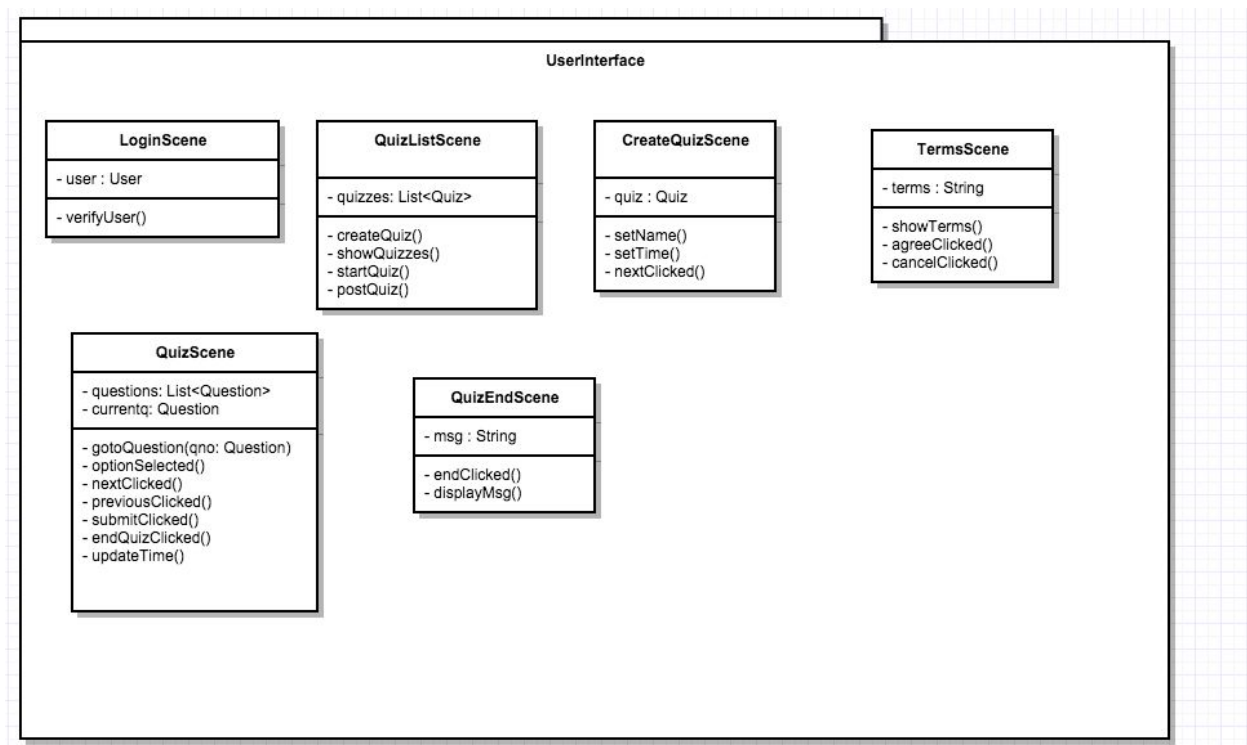 UserInterface
LoginScene
- user : User
- verifyUser()
QuizListScene
- quizzes: List<Quiz>
- createQuiz()
- showQuizzes()
- startQuiz()
- postQuiz()
CreateQuizScene
- quiz : Quiz
- setName()
- setTime()
- nextClicked()
TermsScene
- terms : String
- showTerms()
- agreeClicked()
- cancelClicked()
QuizScene
- questions: List<Question>
- currentq: Question
- gotoQuestion(qno: Question)
- optionSelected()
- nextClicked()
- previousClicked()
- submitClicked()
- endQuizClicked()
- updateTime()
QuizEndScene
- msg : String
- endClicked()
- displayMsg()